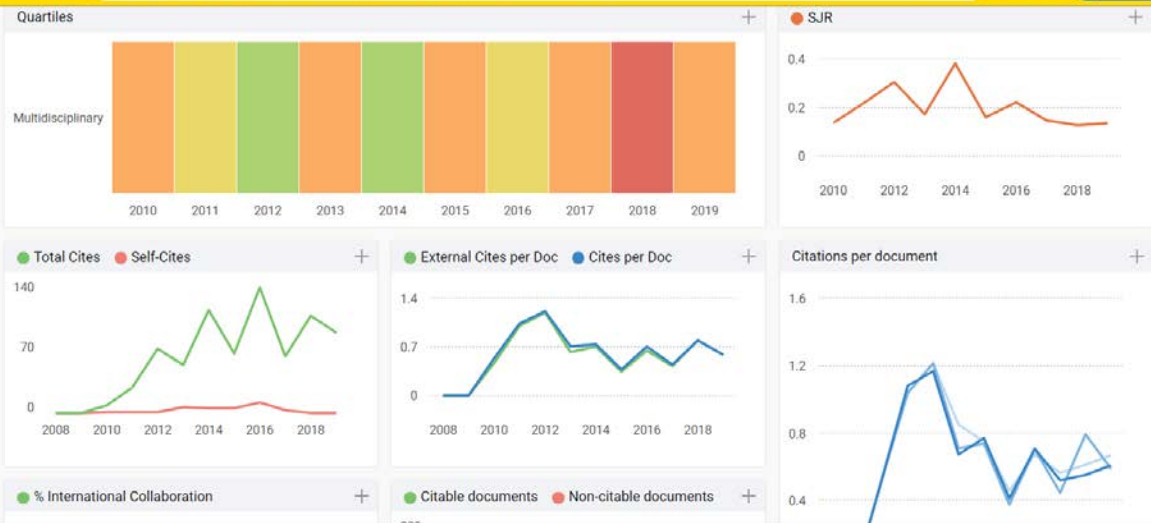 Quartiles
Multidisciplinary
2010 2011 2012 2013 2014 2015 2016 2017 2018 2019
SJR
0.4
0.2
0
2010 2012 2014 2016 2018
Total Cites Self-Cites
140
70
0
2008 2010 2012 2014 2016 2018
External Cites per Doc Cites per Doc
1.4
0.7
0
2008 2010 2012 2014 2016 2018
Citations per document
1.6
1.2
0.8
0.4
% International Collaboration
Citable documents Non-citable documents